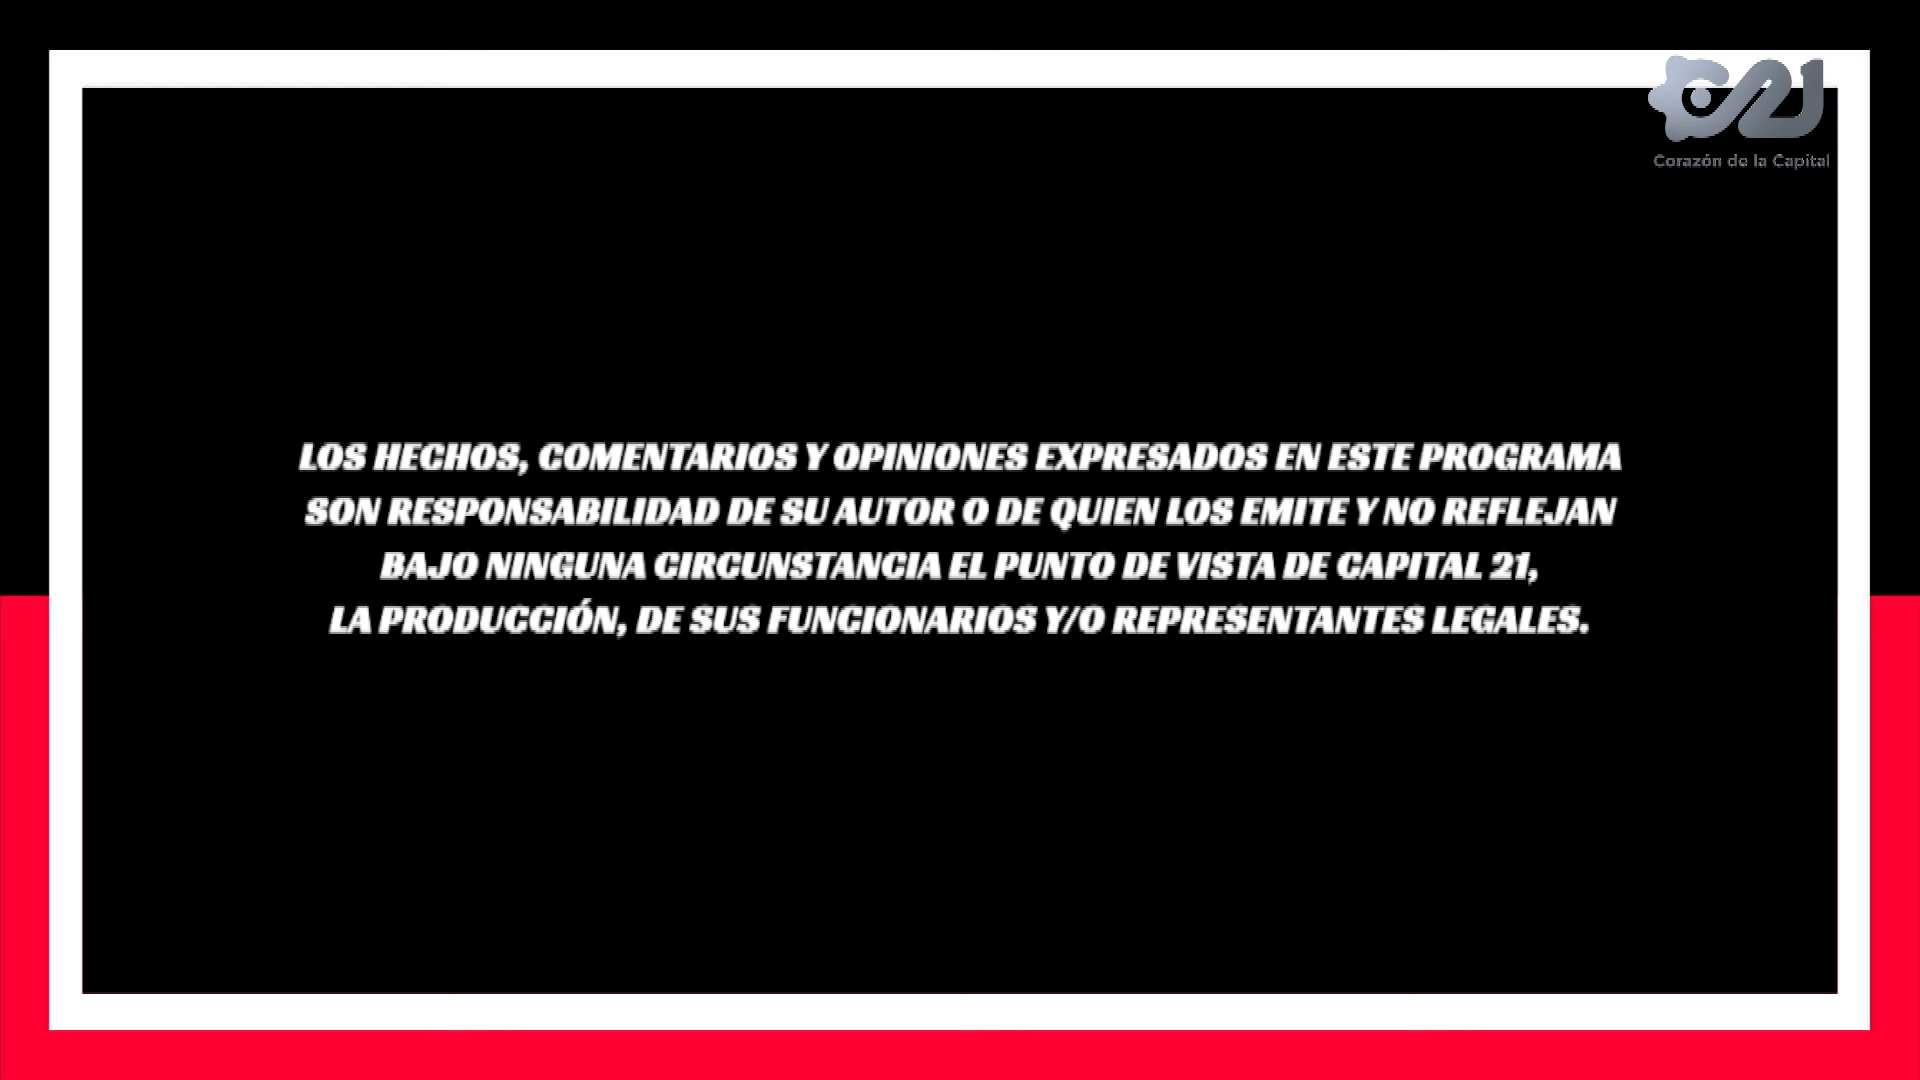 C21
Corazón de la Capital
LOS HECHOS, COMENTARIOS Y OPINIONES EXPRESADOS EN ESTE PROGRAMA
SON RESPONSABILIDAD DE SU AUTOR O DE QUIEN LOS EMITE Y NO REFLEJAN
BAJO NINGUNA CIRCUNSTANCIA EL PUNTO DE VISTA DE CAPITAL 21,
LA PRODUCCIÓN, DE SUS FUNCIONARIOS Y/O REPRESENTANTES LEGALES.